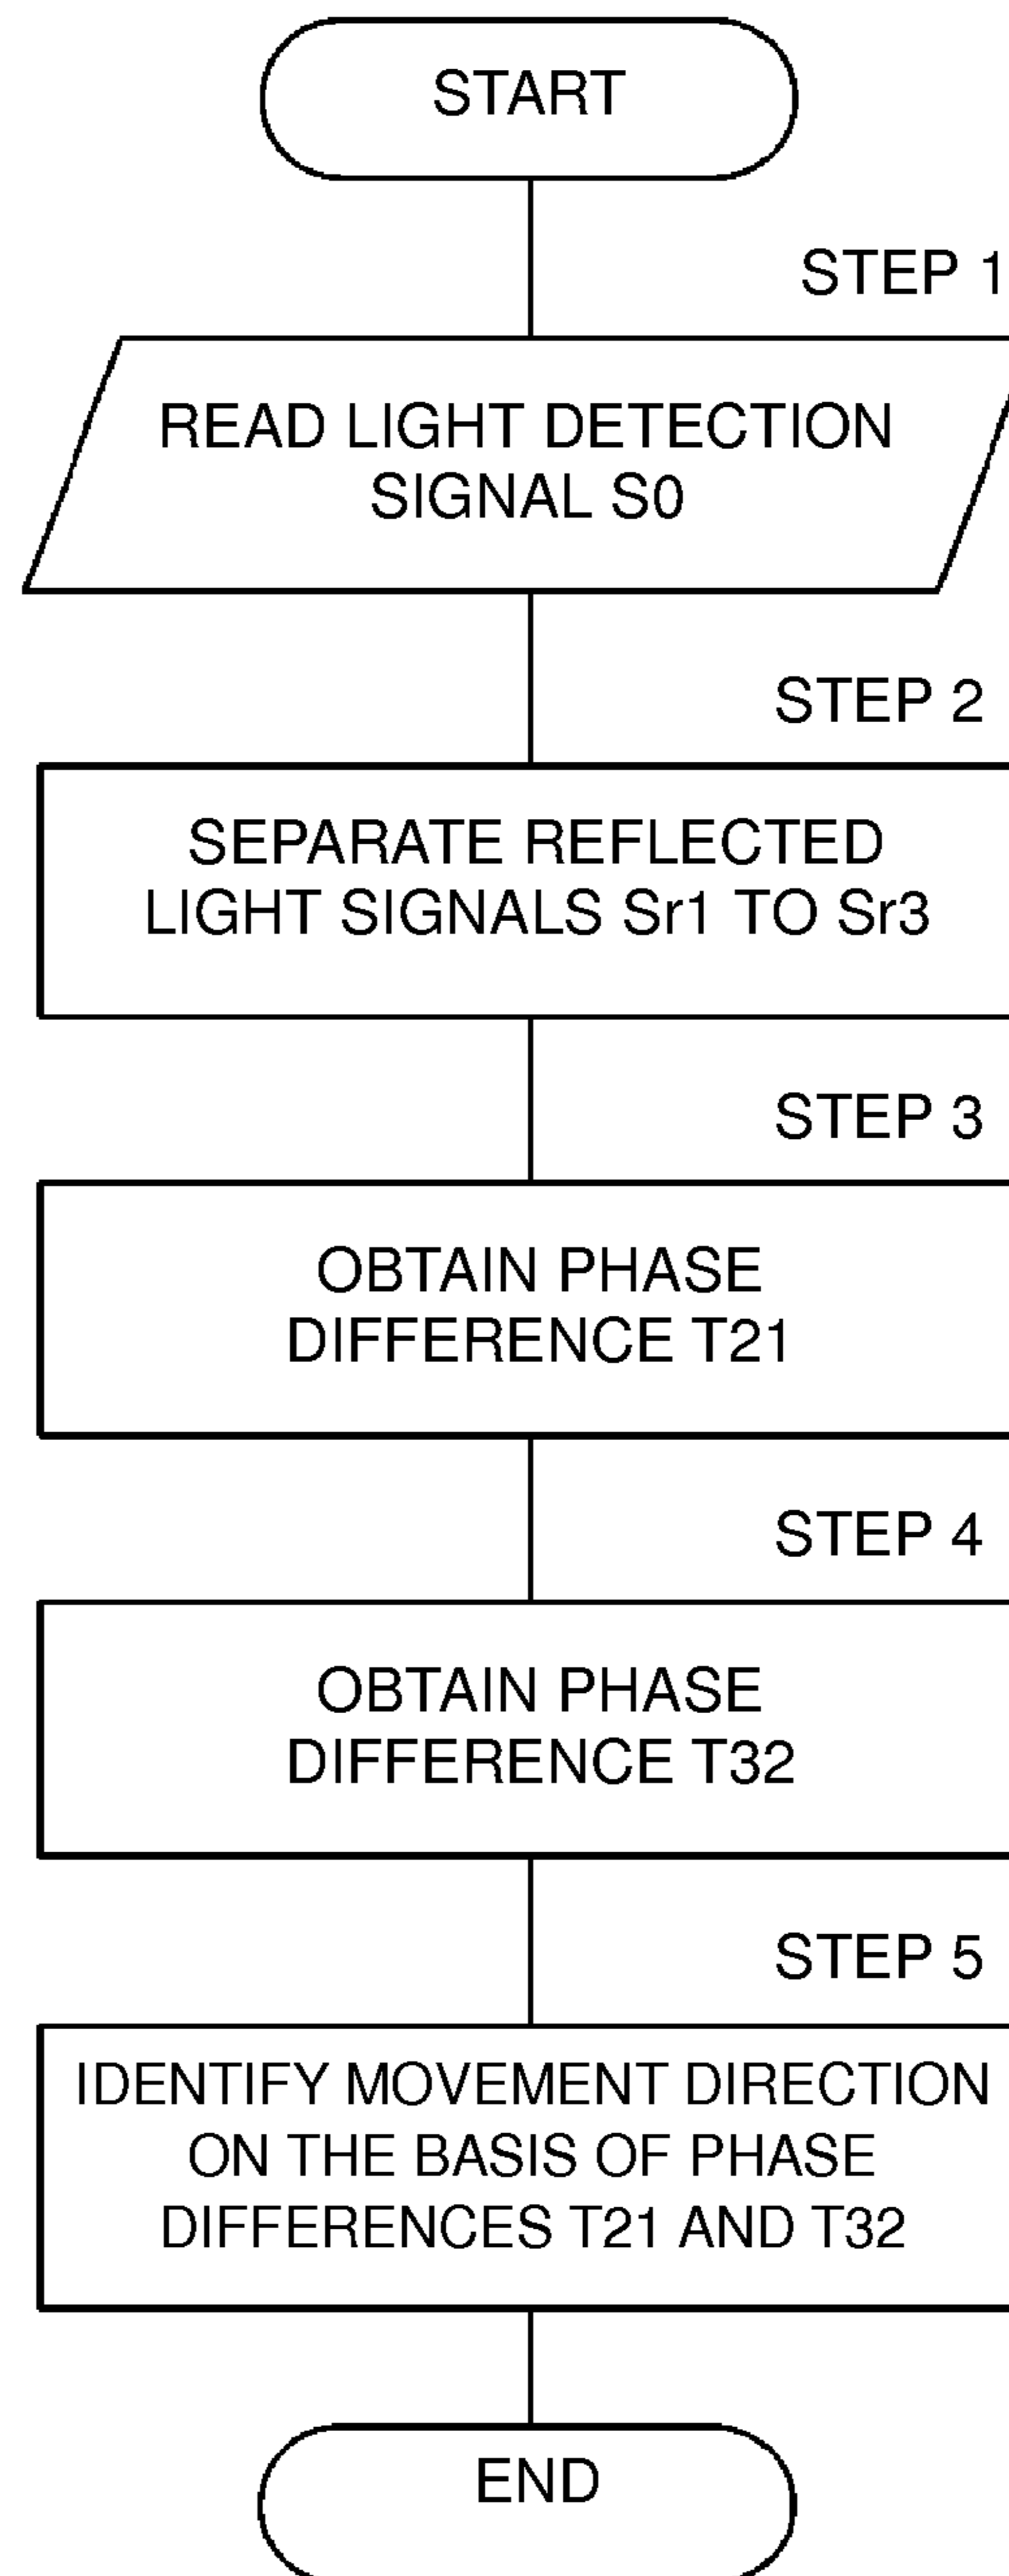 START
STEP 1
READ LIGHT DETECTION
SIGNAL S0
STEP 2
SEPARATE REFLECTED
LIGHT SIGNALS Sr1 TO Sr3
STEP 3
OBTAIN PHASE
DIFFERENCE T21
STEP 4
OBTAIN PHASE
DIFFERENCE T32
STEP 5
IDENTIFY MOVEMENT DIRECTION
ON THE BASIS OF PHASE
DIFFERENCES T21 AND T32
END